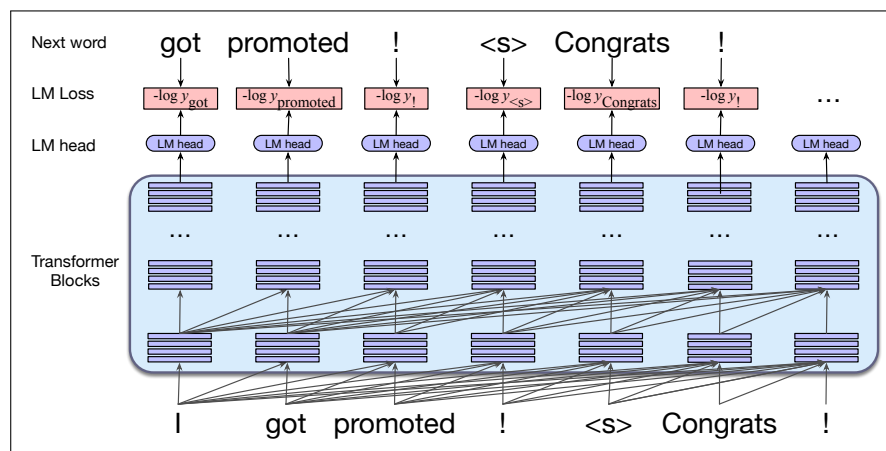 Next word got promoted ! <s> Congrats !
LM Loss -log y_got -log y_promoted -log y_! -log y_<s> -log y_Congrats -log y_! …
LM head LM head LM head LM head LM head LM head LM head LM head
… … … … … … …
Transformer
Blocks
I got promoted ! <s> Congrats !